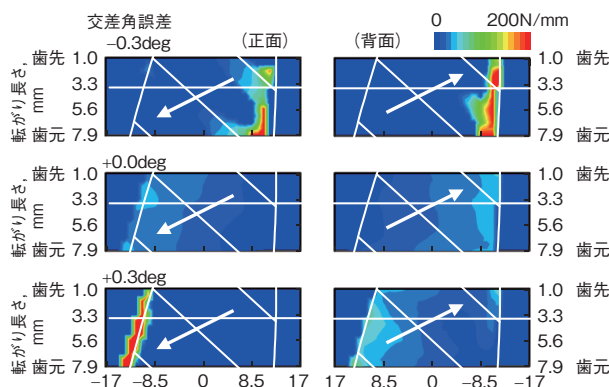 交差角誤差
(正面)
(背面)
0 200N/mm
−0.3deg
転がり長さ, mm
歯先 1.0
3.3
5.6
歯元 7.9
1.0 歯先
3.3
5.6
7.9 歯元
+0.0deg
転がり長さ, mm
歯先 1.0
3.3
5.6
歯元 7.9
1.0 歯先
3.3
5.6
7.9 歯元
+0.3deg
転がり長さ, mm
歯先 1.0
3.3
5.6
歯元 7.9
1.0 歯先
3.3
5.6
7.9 歯元
−17 −8.5 0 8.5 17
17 8.5 0 −8.5 −17